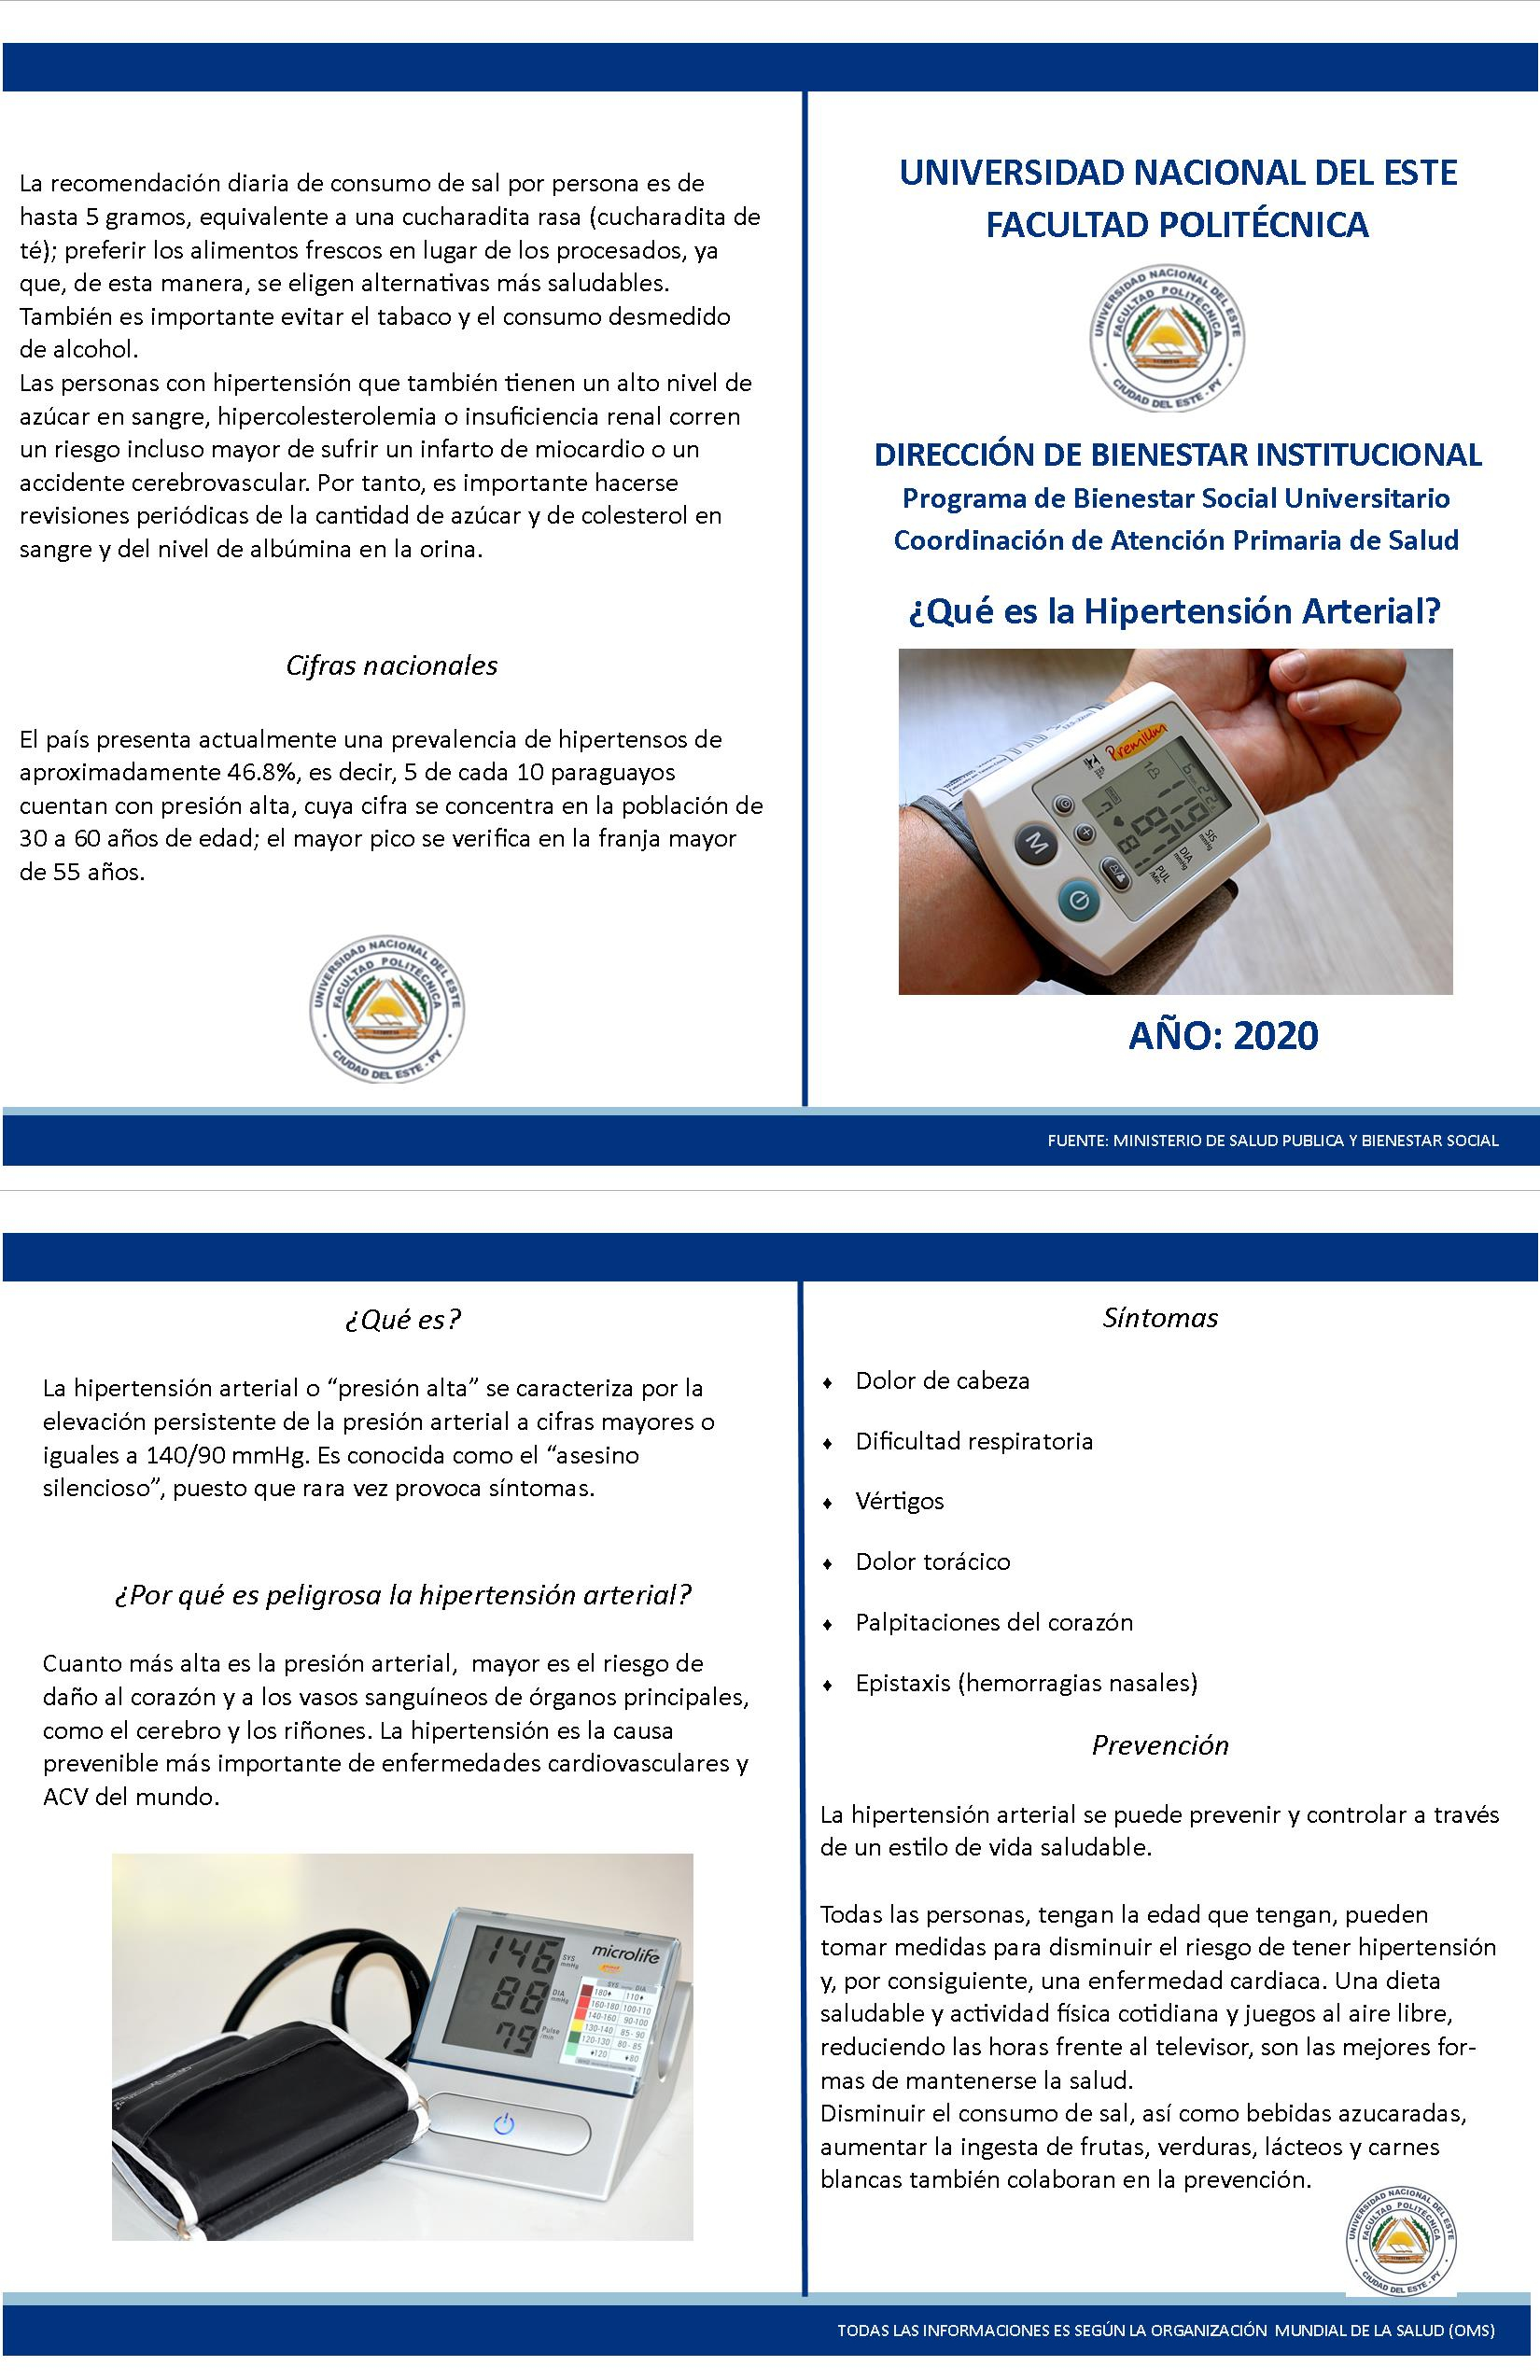 La recomendación diaria de consumo de sal por persona es de
hasta 5 gramos, equivalente a una cucharadita rasa (cucharadita de
té); preferir los alimentos frescos en lugar de los procesados, ya
que, de esta manera, se eligen alternativas más saludables.
También es importante evitar el tabaco y el consumo desmedido
de alcohol.
Las personas con hipertensión que también tienen un alto nivel de
azúcar en sangre, hipercolesterolemia o insuficiencia renal corren
un riesgo incluso mayor de sufrir un infarto de miocardio o un
accidente cerebrovascular. Por tanto, es importante hacerse
revisiones periódicas de la cantidad de azúcar y de colesterol en
sangre y del nivel de albúmina en la orina.
Cifras nacionales
El país presenta actualmente una prevalencia de hipertensos de
aproximadamente 46.8%, es decir, 5 de cada 10 paraguayos
cuentan con presión alta, cuya cifra se concentra en la población de
30 a 60 años de edad; el mayor pico se verifica en la franja mayor
de 55 años.
UNIVERSIDAD NACIONAL DEL ESTE
FACULTAD POLITÉCNICA
CIUDAD DEL ESTE - PY
UNIVERSIDAD NACIONAL DEL ESTE
FACULTAD POLITÉCNICA
UNIVERSIDAD NACIONAL DEL ESTE
FACULTAD POLITÉCNICA
CIUDAD DEL ESTE - PY
DIRECCIÓN DE BIENESTAR INSTITUCIONAL
Programa de Bienestar Social Universitario
Coordinación de Atención Primaria de Salud
¿Qué es la Hipertensión Arterial?
Premium
SIS
mmHg
DIA
mmHg
PUL
/Min
M
AÑO: 2020
FUENTE: MINISTERIO DE SALUD PUBLICA Y BIENESTAR SOCIAL
¿Qué es?
La hipertensión arterial o “presión alta” se caracteriza por la
elevación persistente de la presión arterial a cifras mayores o
iguales a 140/90 mmHg. Es conocida como el “asesino
silencioso”, puesto que rara vez provoca síntomas.
¿Por qué es peligrosa la hipertensión arterial?
Cuanto más alta es la presión arterial,  mayor es el riesgo de
daño al corazón y a los vasos sanguíneos de órganos principales,
como el cerebro y los riñones. La hipertensión es la causa
prevenible más importante de enfermedades cardiovasculares y
ACV del mundo.
146 SYS mmHg
88 DIA mmHg
79 Pulse /min
microlife
SYS DIA
180 110
160-180 100-110
140-160 90-100
130-140 85 - 90
120-130 80 - 85
120 80
Síntomas
♦ Dolor de cabeza
♦ Dificultad respiratoria
♦ Vértigos
♦ Dolor torácico
♦ Palpitaciones del corazón
♦ Epistaxis (hemorragias nasales)
Prevención
La hipertensión arterial se puede prevenir y controlar a través
de un estilo de vida saludable.
Todas las personas, tengan la edad que tengan, pueden
tomar medidas para disminuir el riesgo de tener hipertensión
y, por consiguiente, una enfermedad cardiaca. Una dieta
saludable y actividad física cotidiana y juegos al aire libre,
reduciendo las horas frente al televisor, son las mejores for-
mas de mantenerse la salud.
Disminuir el consumo de sal, así como bebidas azucaradas,
aumentar la ingesta de frutas, verduras, lácteos y carnes
blancas también colaboran en la prevención.
UNIVERSIDAD NACIONAL DEL ESTE
FACULTAD POLITÉCNICA
CIUDAD DEL ESTE - PY
TODAS LAS INFORMACIONES ES SEGÚN LA ORGANIZACIÓN  MUNDIAL DE LA SALUD (OMS)